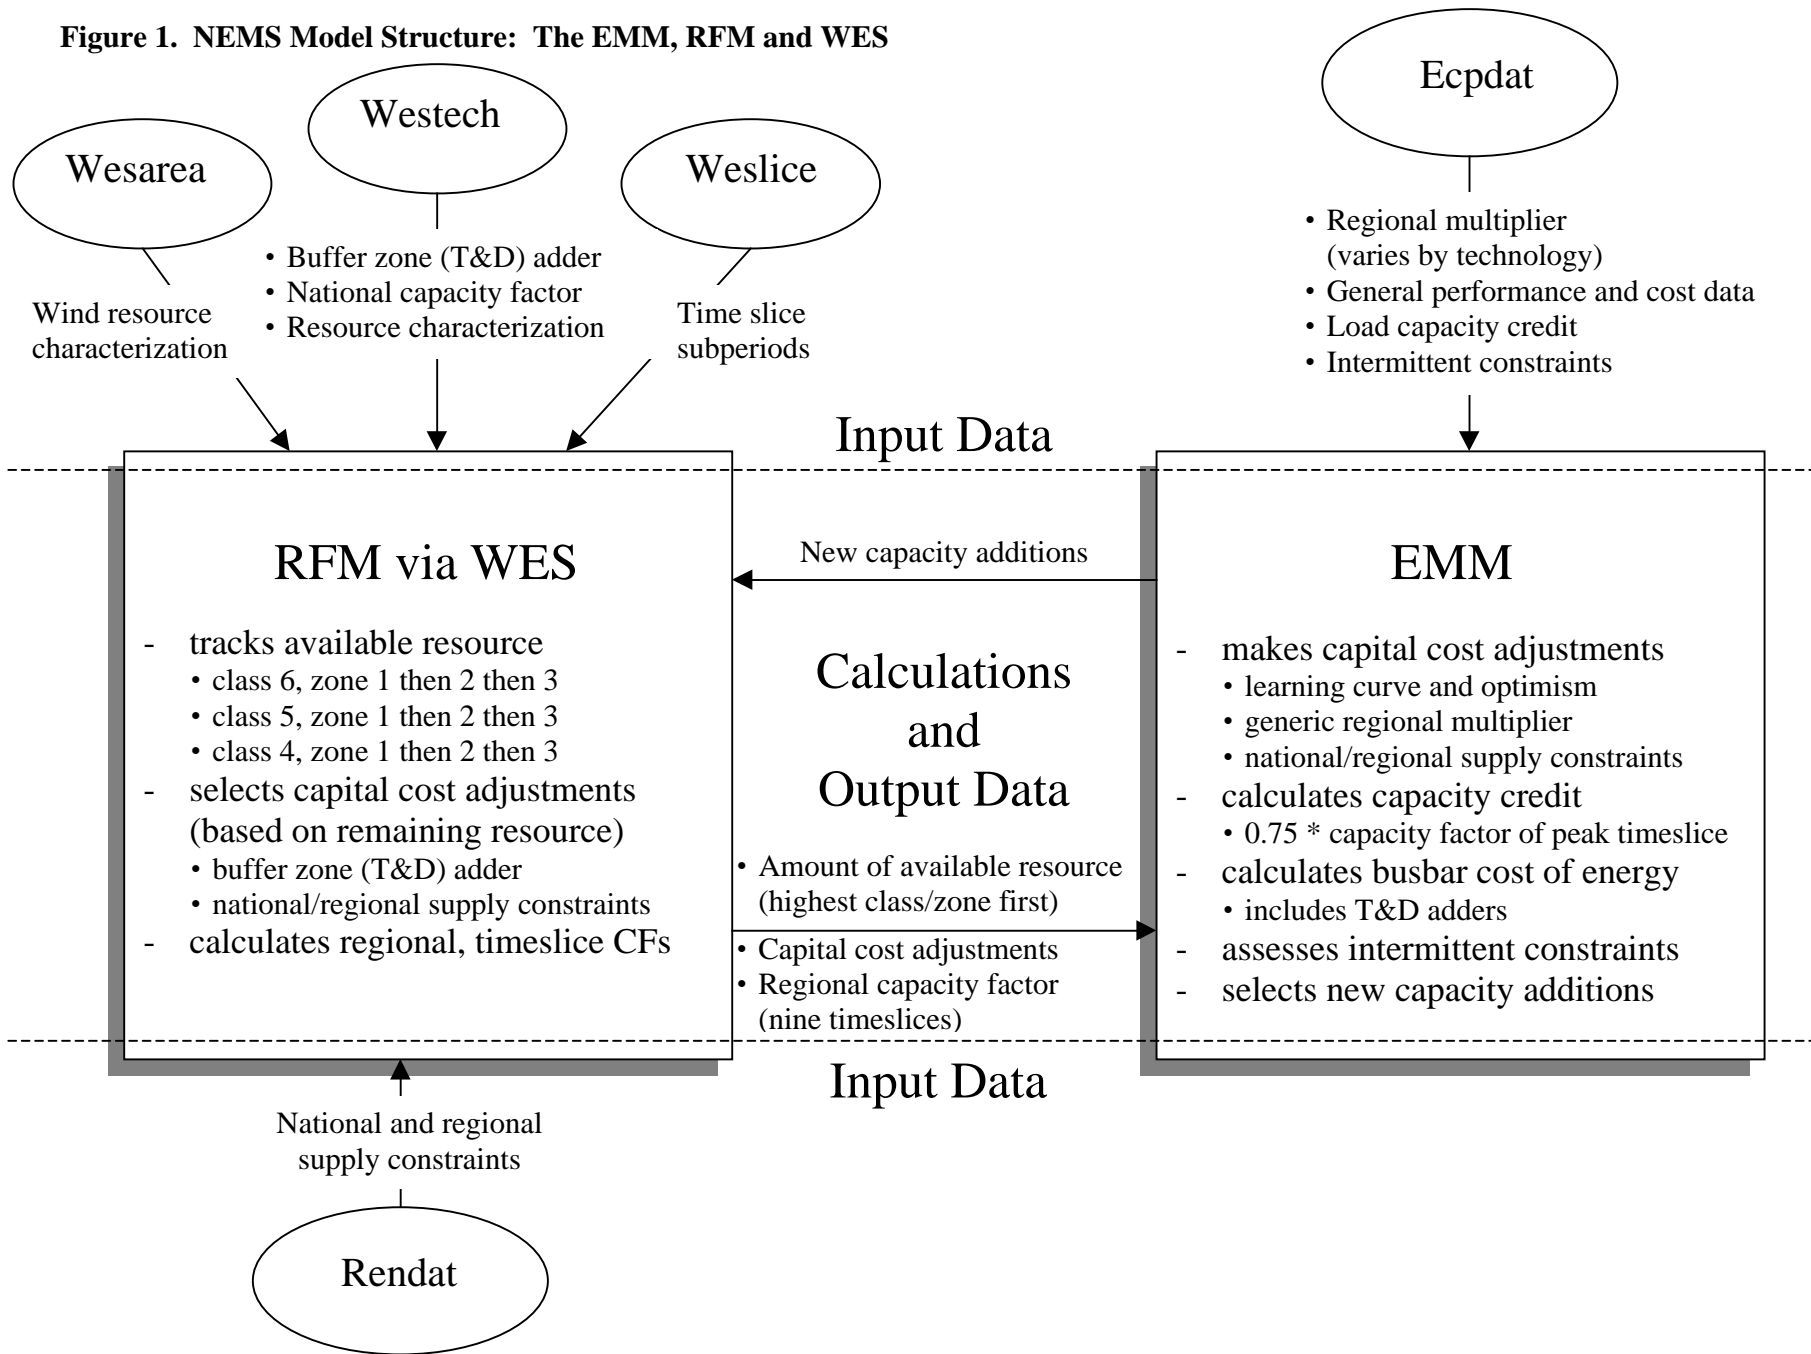 Figure 1. NEMS Model Structure: The EMM, RFM and WES
Wesarea
Westech
Weslice
Ecpdat
Wind resource
characterization
• Buffer zone (T&D) adder
• National capacity factor
• Resource characterization
Time slice
subperiods
• Regional multiplier
(varies by technology)
• General performance and cost data
• Load capacity credit
• Intermittent constraints
Input Data
RFM via WES
- tracks available resource
• class 6, zone 1 then 2 then 3
• class 5, zone 1 then 2 then 3
• class 4, zone 1 then 2 then 3
- selects capital cost adjustments
(based on remaining resource)
• buffer zone (T&D) adder
• national/regional supply constraints
- calculates regional, timeslice CFs
New capacity additions
Calculations
and
Output Data
• Amount of available resource
(highest class/zone first)
• Capital cost adjustments
• Regional capacity factor
(nine timeslices)
EMM
- makes capital cost adjustments
• learning curve and optimism
• generic regional multiplier
• national/regional supply constraints
- calculates capacity credit
• 0.75 * capacity factor of peak timeslice
- calculates busbar cost of energy
• includes T&D adders
- assesses intermittent constraints
- selects new capacity additions
Input Data
National and regional
supply constraints
Rendat